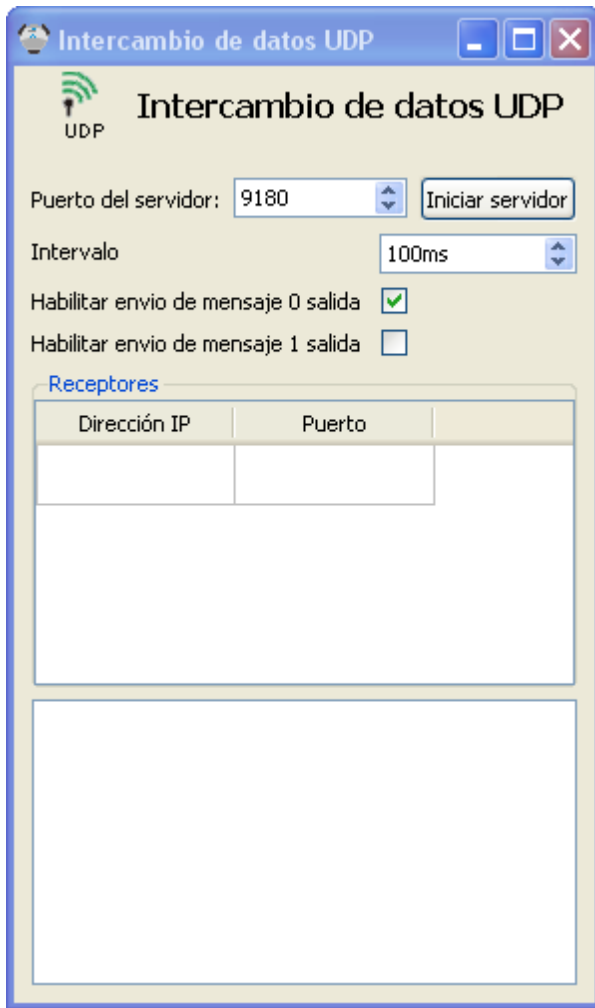 Intercambio de datos UDP
UDP
Intercambio de datos UDP
Puerto del servidor: 9180 Iniciar servidor
Intervalo 100ms
Habilitar envio de mensaje 0 salida
Habilitar envio de mensaje 1 salida
Receptores
Dirección IP Puerto